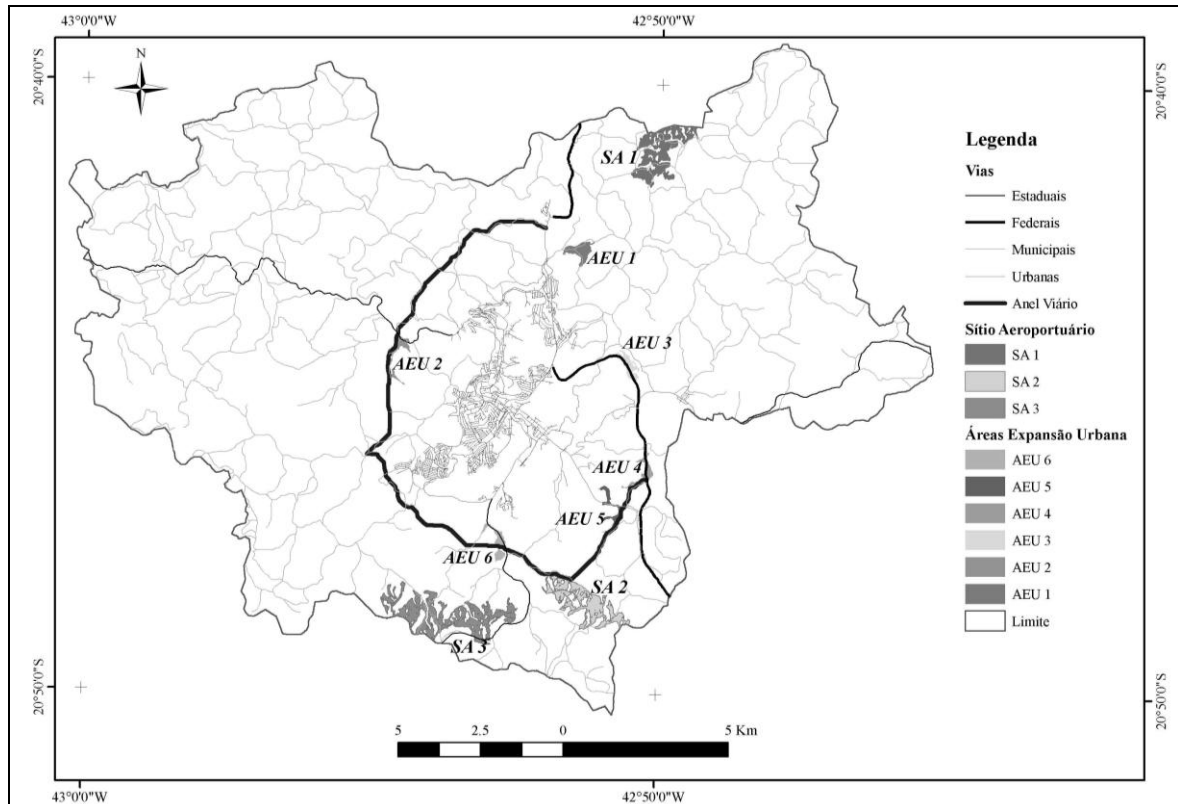 43°0'0"W
42°50'0"W
20°40'0"S
20°40'0"S
N
SA 1
AEU 1
AEU 2
AEU 3
AEU 4
AEU 5
AEU 6
SA 2
SA 3
Legenda
Vias
Estaduais
Federais
Municipais
Urbanas
Anel Viário
Sítio Aeroportuário
SA 1
SA 2
SA 3
Áreas Expansão Urbana
AEU 6
AEU 5
AEU 4
AEU 3
AEU 2
AEU 1
Limite
20°50'0"S
20°50'0"S
5 2.5 0 5 Km
43°0'0"W
42°50'0"W